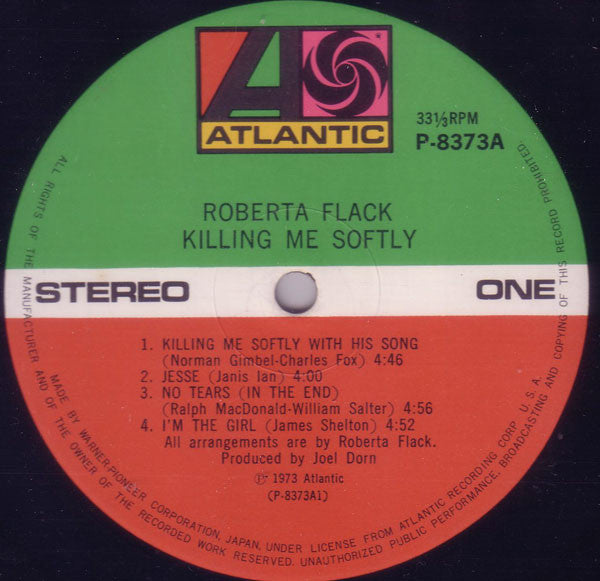 ATLANTIC
33⅓RPM
P-8373A
ROBERTA FLACK
KILLING ME SOFTLY
STEREO
ONE
1. KILLING ME SOFTLY WITH HIS SONG
(Norman Gimbel-Charles Fox) 4:46
2. JESSE (Janis Ian) 4:00
3. NO TEARS (IN THE END)
(Ralph MacDonald-William Salter) 4:56
4. I'M THE GIRL (James Shelton) 4:52
All arrangements are by Roberta Flack.
Produced by Joel Dorn
Ⓟ 1973 Atlantic
(P-8373A1)
ALL RIGHTS OF THE MANUFACTURER AND OF THE OWNER OF THE RECORDED WORK RESERVED. UNAUTHORIZED PUBLIC PERFORMANCE, BROADCASTING AND COPYING OF THIS RECORD PROHIBITED.
MADE BY WARNER-PIONEER CORPORATION, JAPAN, UNDER LICENSE FROM ATLANTIC RECORDING CORP. U.S.A.